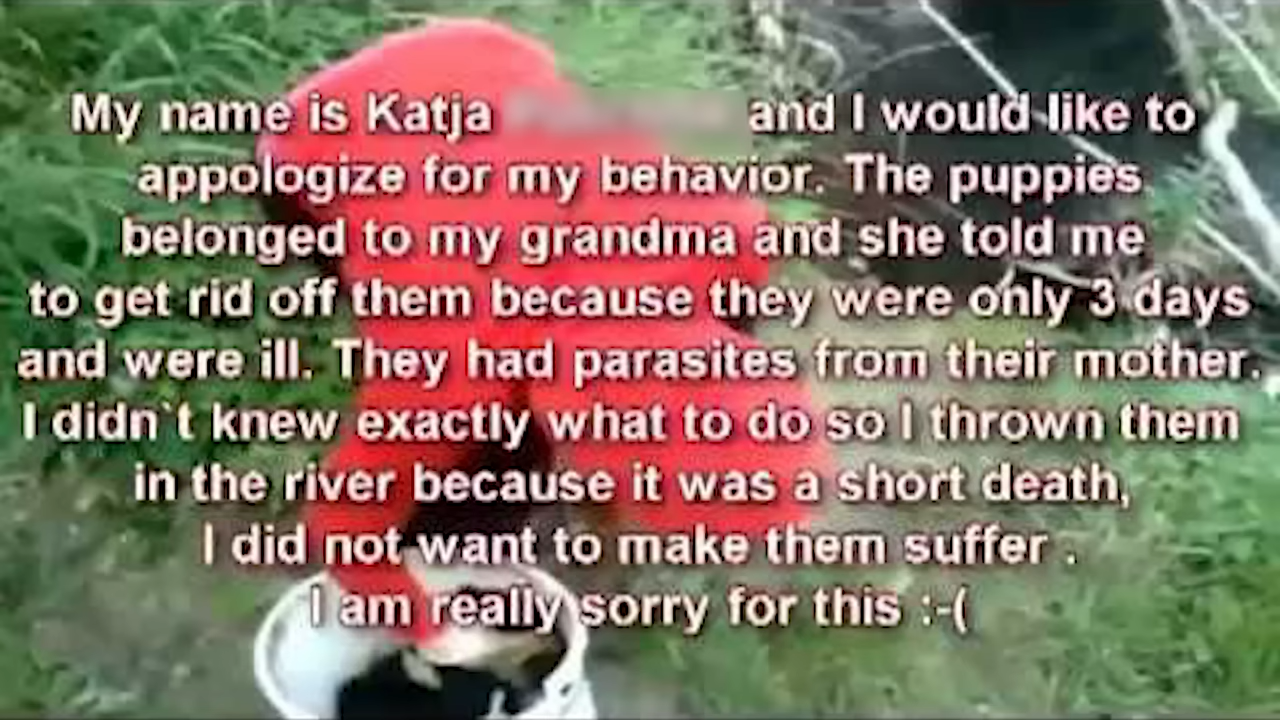 My name is Katja and I would like to
appologize for my behavior. The puppies
belonged to my grandma and she told me
to get rid off them because they were only 3 days
and were ill. They had parasites from their mother.
I didn`t knew exactly what to do so I thrown them
in the river because it was a short death,
I did not want to make them suffer .
I am really sorry for this :-(